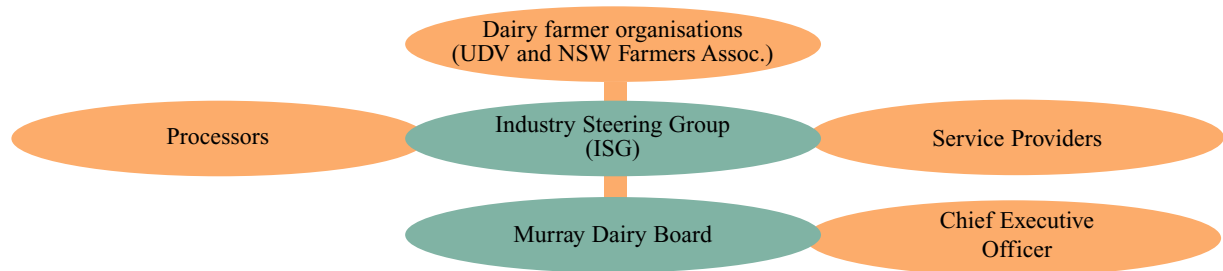 Dairy farmer organisations
(UDV and NSW Farmers Assoc.)
Processors
Industry Steering Group
(ISG)
Service Providers
Murray Dairy Board
Chief Executive
Officer